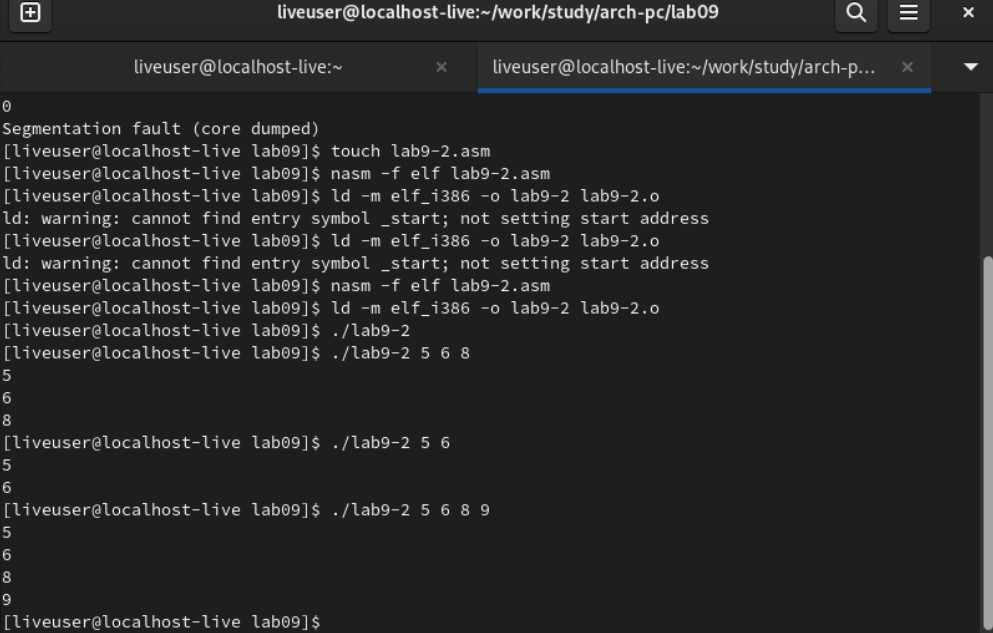 liveuser@localhost-live:~/work/study/arch-pc/lab09
liveuser@localhost-live:~
liveuser@localhost-live:~/work/study/arch-p...
0
Segmentation fault (core dumped)
[liveuser@localhost-live lab09]$ touch lab9-2.asm
[liveuser@localhost-live lab09]$ nasm -f elf lab9-2.asm
[liveuser@localhost-live lab09]$ ld -m elf_i386 -o lab9-2 lab9-2.o
ld: warning: cannot find entry symbol _start; not setting start address
[liveuser@localhost-live lab09]$ ld -m elf_i386 -o lab9-2 lab9-2.o
ld: warning: cannot find entry symbol _start; not setting start address
[liveuser@localhost-live lab09]$ nasm -f elf lab9-2.asm
[liveuser@localhost-live lab09]$ ld -m elf_i386 -o lab9-2 lab9-2.o
[liveuser@localhost-live lab09]$ ./lab9-2
[liveuser@localhost-live lab09]$ ./lab9-2 5 6 8
5
6
8
[liveuser@localhost-live lab09]$ ./lab9-2 5 6
5
6
[liveuser@localhost-live lab09]$ ./lab9-2 5 6 8 9
5
6
8
9
[liveuser@localhost-live lab09]$